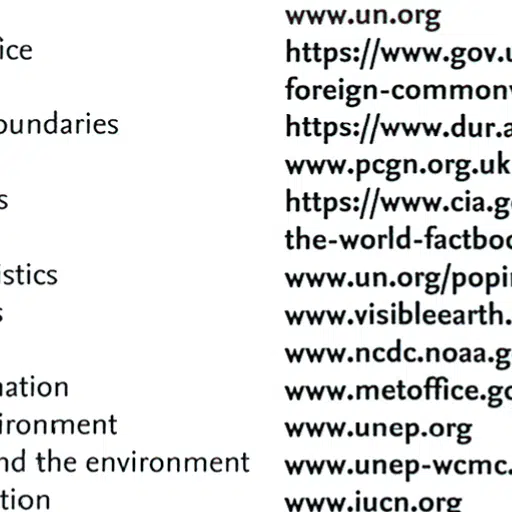 www.un.org
ice https://www.gov.u
foreign-commonw
oundaries https://www.dur.a
www.pcgn.org.uk
s https://www.cia.g
the-world-factboo
istics www.un.org/popi
s www.visibleearth.
www.ncdc.noaa.g
nation www.metoffice.go
ironment www.unep.org
nd the environment www.unep-wcmc.
tion www.iucn.org